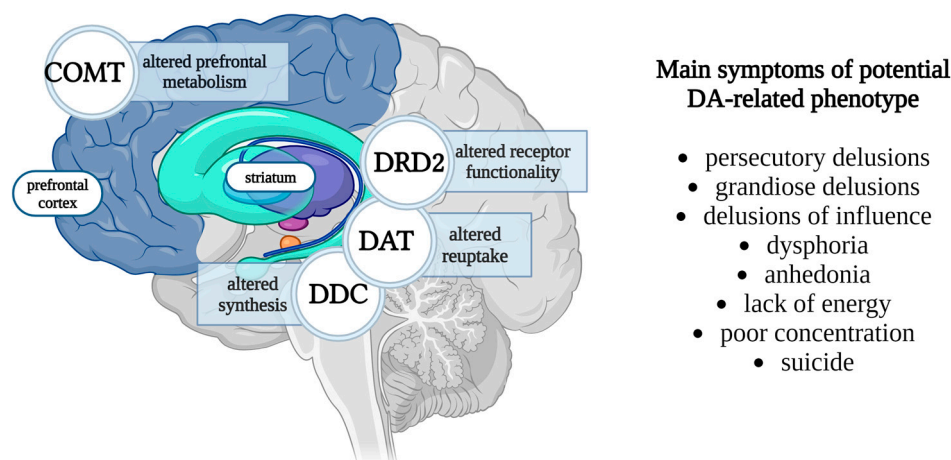 COMT
altered prefrontal
metabolism
prefrontal
cortex
striatum
DRD2
altered receptor
functionality
DAT
altered
reuptake
altered
synthesis
DDC
Main symptoms of potential
DA-related phenotype
• persecutory delusions
• grandiose delusions
• delusions of influence
• dysphoria
• anhedonia
• lack of energy
• poor concentration
• suicide